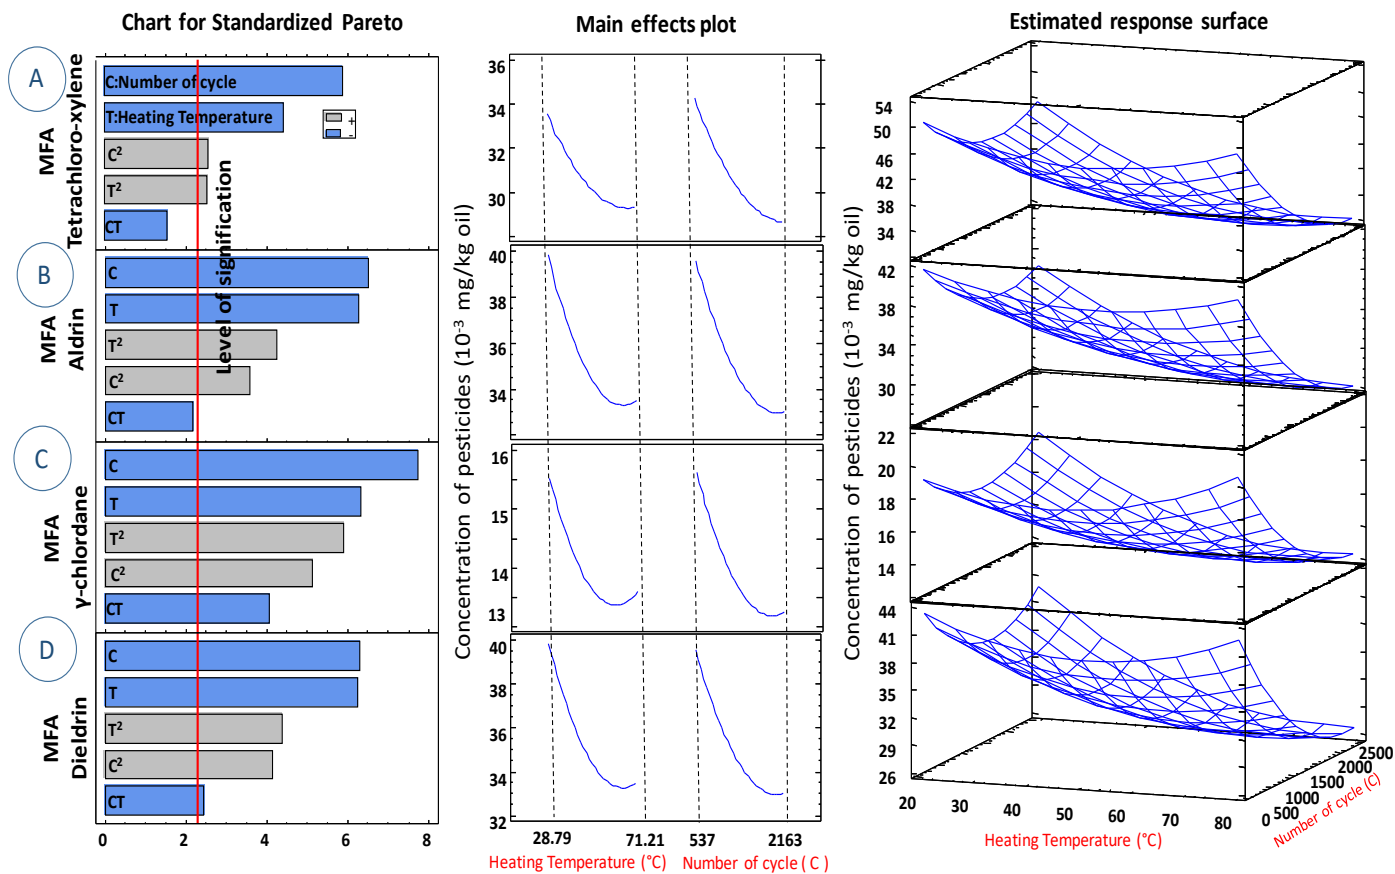 Chart for Standardized Pareto
Main effects plot
Estimated response surface
A
MFA
Tetrachloro-xylene
C:Number of cycle
T:Heating Temperature
C²
T²
CT
+
-
Level of signification
B
MFA
Aldrin
C
T
T²
C²
CT
C
MFA
γ-chlordane
C
T
T²
C²
CT
D
MFA
Dieldrin
C
T
T²
C²
CT
0 2 4 6 8
Concentration of pesticides (10⁻³ mg/kg oil)
36
34
32
30
40
38
36
34
16
15
14
13
40
38
36
34
32
28.79 71.21 537 2163
Heating Temperature (°C) Number of cycle ( C )
Concentration of pesticides (10⁻³ mg/kg oil)
54
50
46
42
38
34
42
38
34
30
22
20
18
16
14
44
41
38
35
32
29
26
20 30 40 50 60 70 80
Heating Temperature (°C)
0 500 1000 1500 2000 2500
Number of cycle (C)